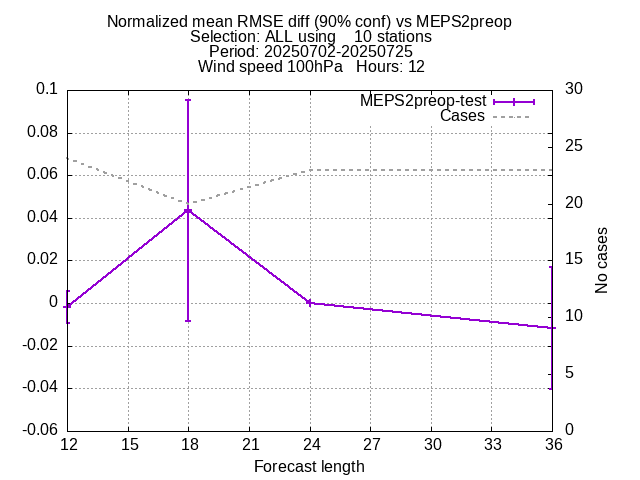 Normalized mean RMSE diff (90% conf) vs MEPS2preop
Selection: ALL using    10 stations
Period: 20250702-20250725
Wind speed 100hPa   Hours: 12
0.1
0.08
0.06
0.04
0.02
0
-0.02
-0.04
-0.06
MEPS2preop-test
Cases
30
25
20
15
10
5
0
No cases
12 15 18 21 24 27 30 33 36
Forecast length